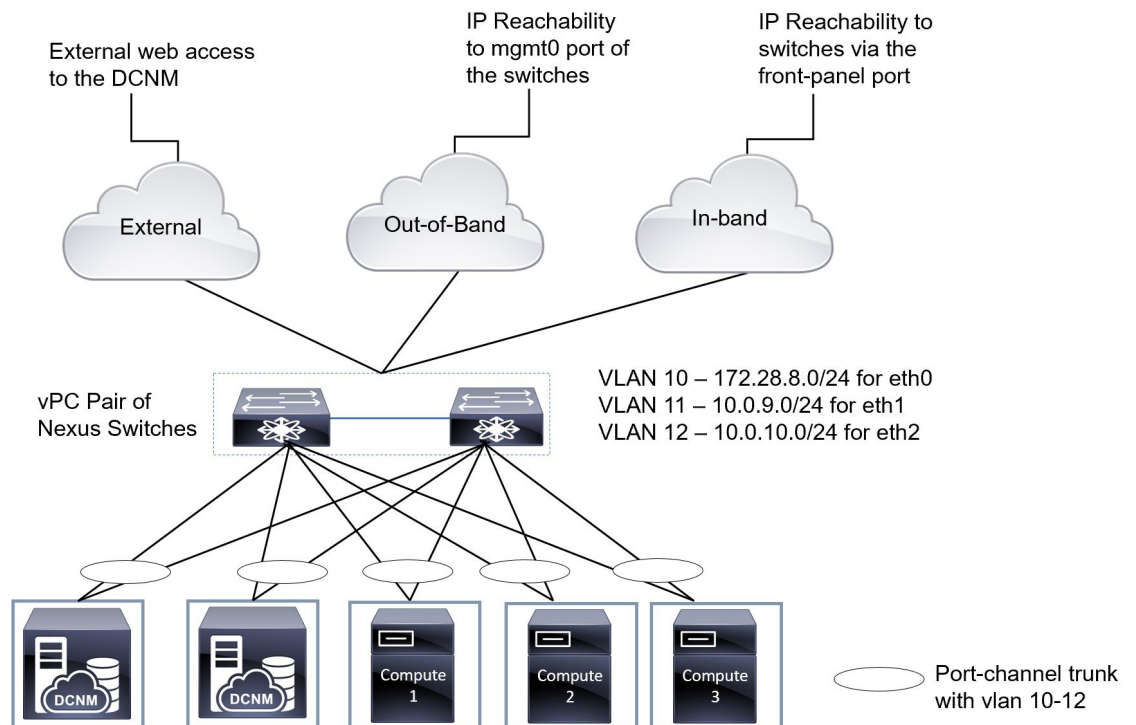 External web access
to the DCNM
IP Reachability
to mgmt0 port of
the switches
IP Reachability to
switches via the
front-panel port
External
Out-of-Band
In-band
vPC Pair of
Nexus Switches
VLAN 10 – 172.28.8.0/24 for eth0
VLAN 11 – 10.0.9.0/24 for eth1
VLAN 12 – 10.0.10.0/24 for eth2
DCNM
DCNM
Compute
1
Compute
2
Compute
3
Port-channel trunk
with vlan 10-12